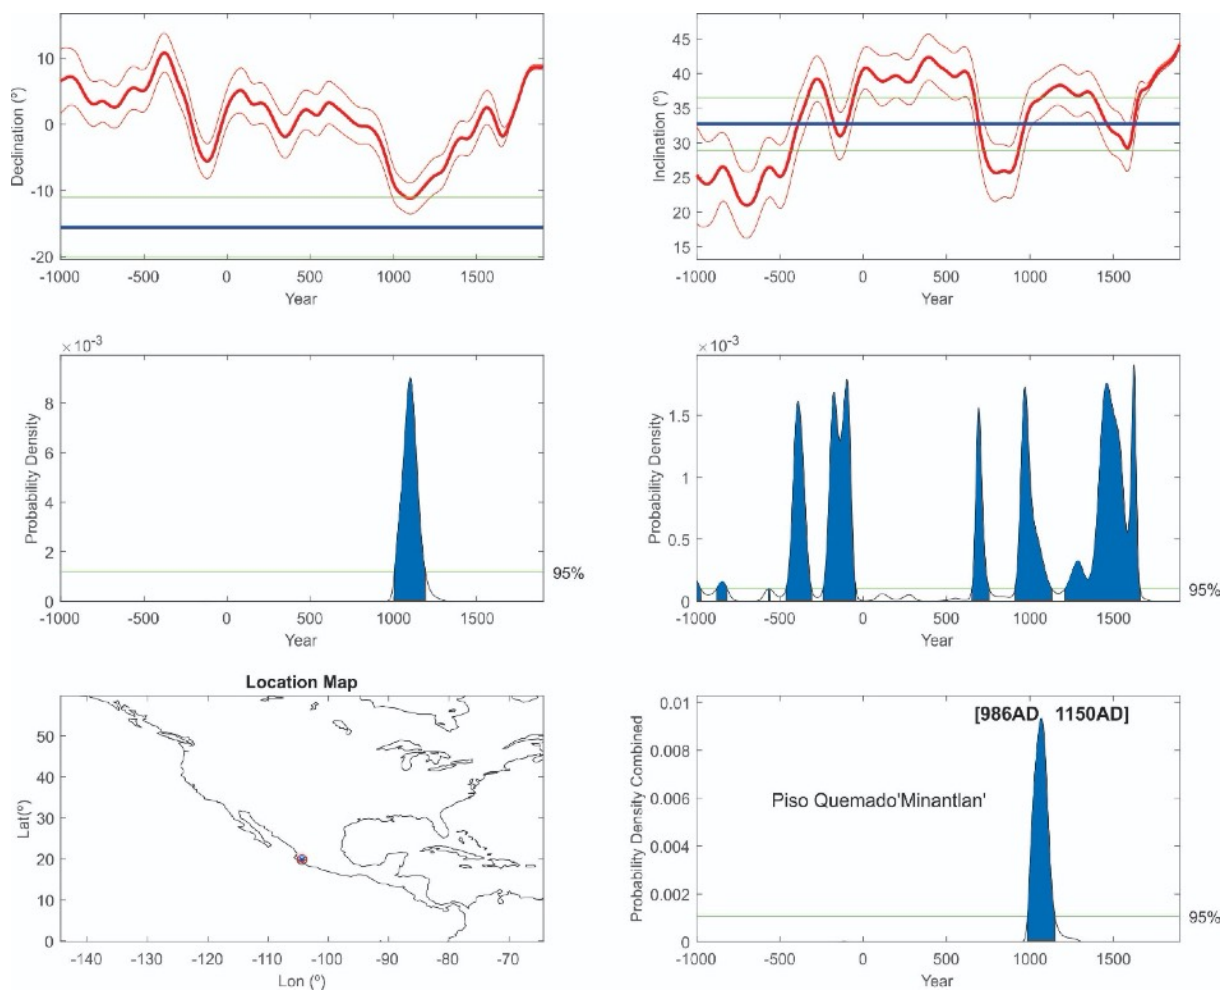 10
0
-10
-20
Declination (º)
-1000 -500 0 500 1000 1500
Year
45
40
35
30
25
20
15
Inclination (º)
-1000 -500 0 500 1000 1500
Year
×10-3
8
6
4
2
0
Probability Density
95%
-1000 -500 0 500 1000 1500
Year
×10-3
1.5
1
0.5
0
Probability Density
95%
-1000 -500 0 500 1000 1500
Year
Location Map
50
40
30
20
10
0
Lat(º)
-140 -130 -120 -110 -100 -90 -80 -70
Lon (º)
0.01
0.008
0.006
0.004
0.002
0
Probability Density Combined
[986AD 1150AD]
Piso Quemado'Minantlan'
95%
-1000 -500 0 500 1000 1500
Year